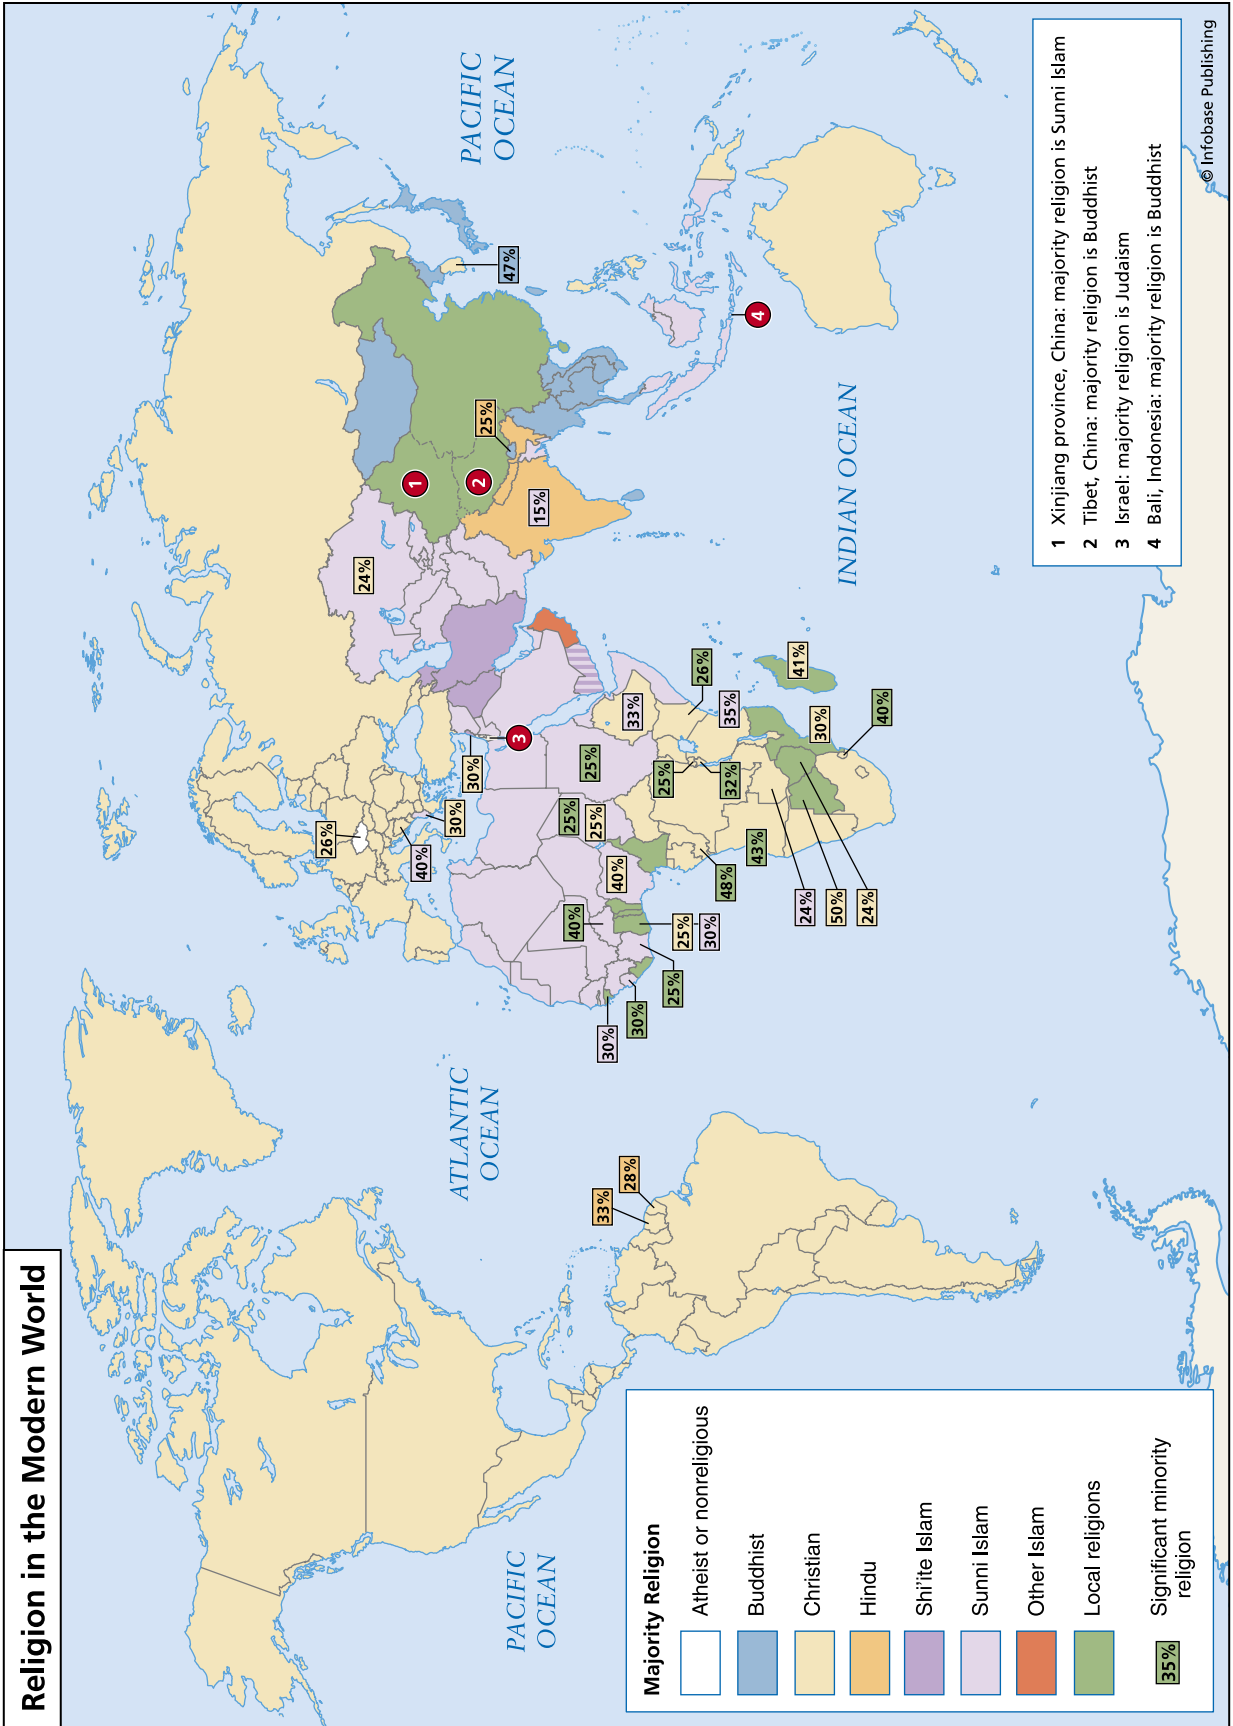 Religion in the Modern World
PACIFIC
OCEAN
ATLANTIC
OCEAN
PACIFIC
OCEAN
INDIAN OCEAN
26%
40%
30%
30%
24%
25%
15%
47%
1
2
3
4
33%
28%
30%
30%
25%
40%
25%
30%
40%
25%
25%
25%
33%
26%
35%
25%
32%
48%
43%
24%
50%
24%
41%
30%
40%
Majority Religion
Atheist or nonreligious
Buddhist
Christian
Hindu
Shi'ite Islam
Sunni Islam
Other Islam
Local religions
35% Significant minority
religion
1 Xinjiang province, China: majority religion is Sunni Islam
2 Tibet, China: majority religion is Buddhist
3 Israel: majority religion is Judaism
4 Bali, Indonesia: majority religion is Buddhist
© Infobase Publishing